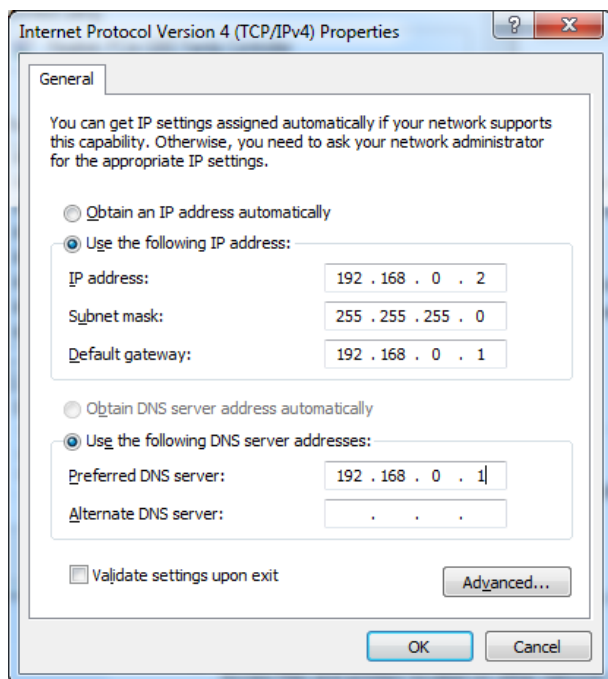 Internet Protocol Version 4 (TCP/IPv4) Properties
General
You can get IP settings assigned automatically if your network supports
this capability. Otherwise, you need to ask your network administrator
for the appropriate IP settings.
Obtain an IP address automatically
Use the following IP address:
IP address: 192 . 168 . 0 . 2
Subnet mask: 255 . 255 . 255 . 0
Default gateway: 192 . 168 . 0 . 1
Obtain DNS server address automatically
Use the following DNS server addresses:
Preferred DNS server: 192 . 168 . 0 . 1
Alternate DNS server: . . .
Validate settings upon exit
Advanced...
OK Cancel